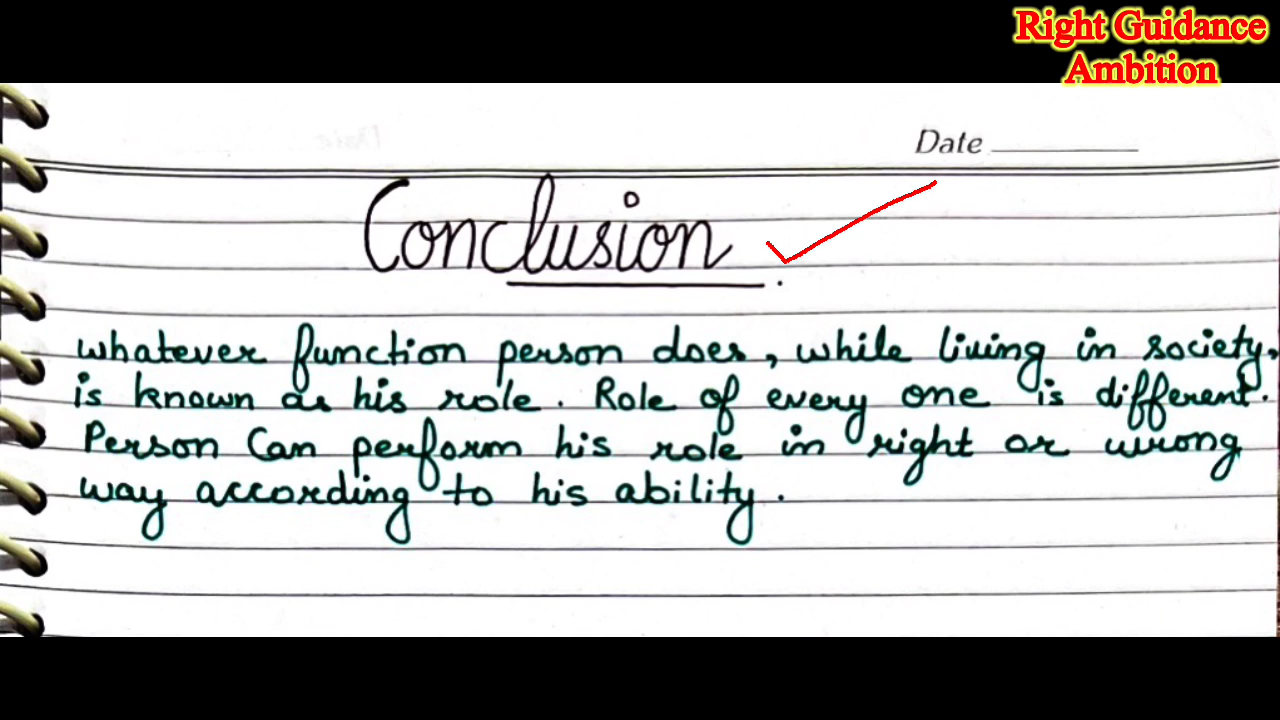 Right Guidance
Ambition
Date
Conclusion
whatever function person does, while living in society,
is known as his role. Role of every one is different.
Person Can perform his role in right or wrong
way according to his ability.